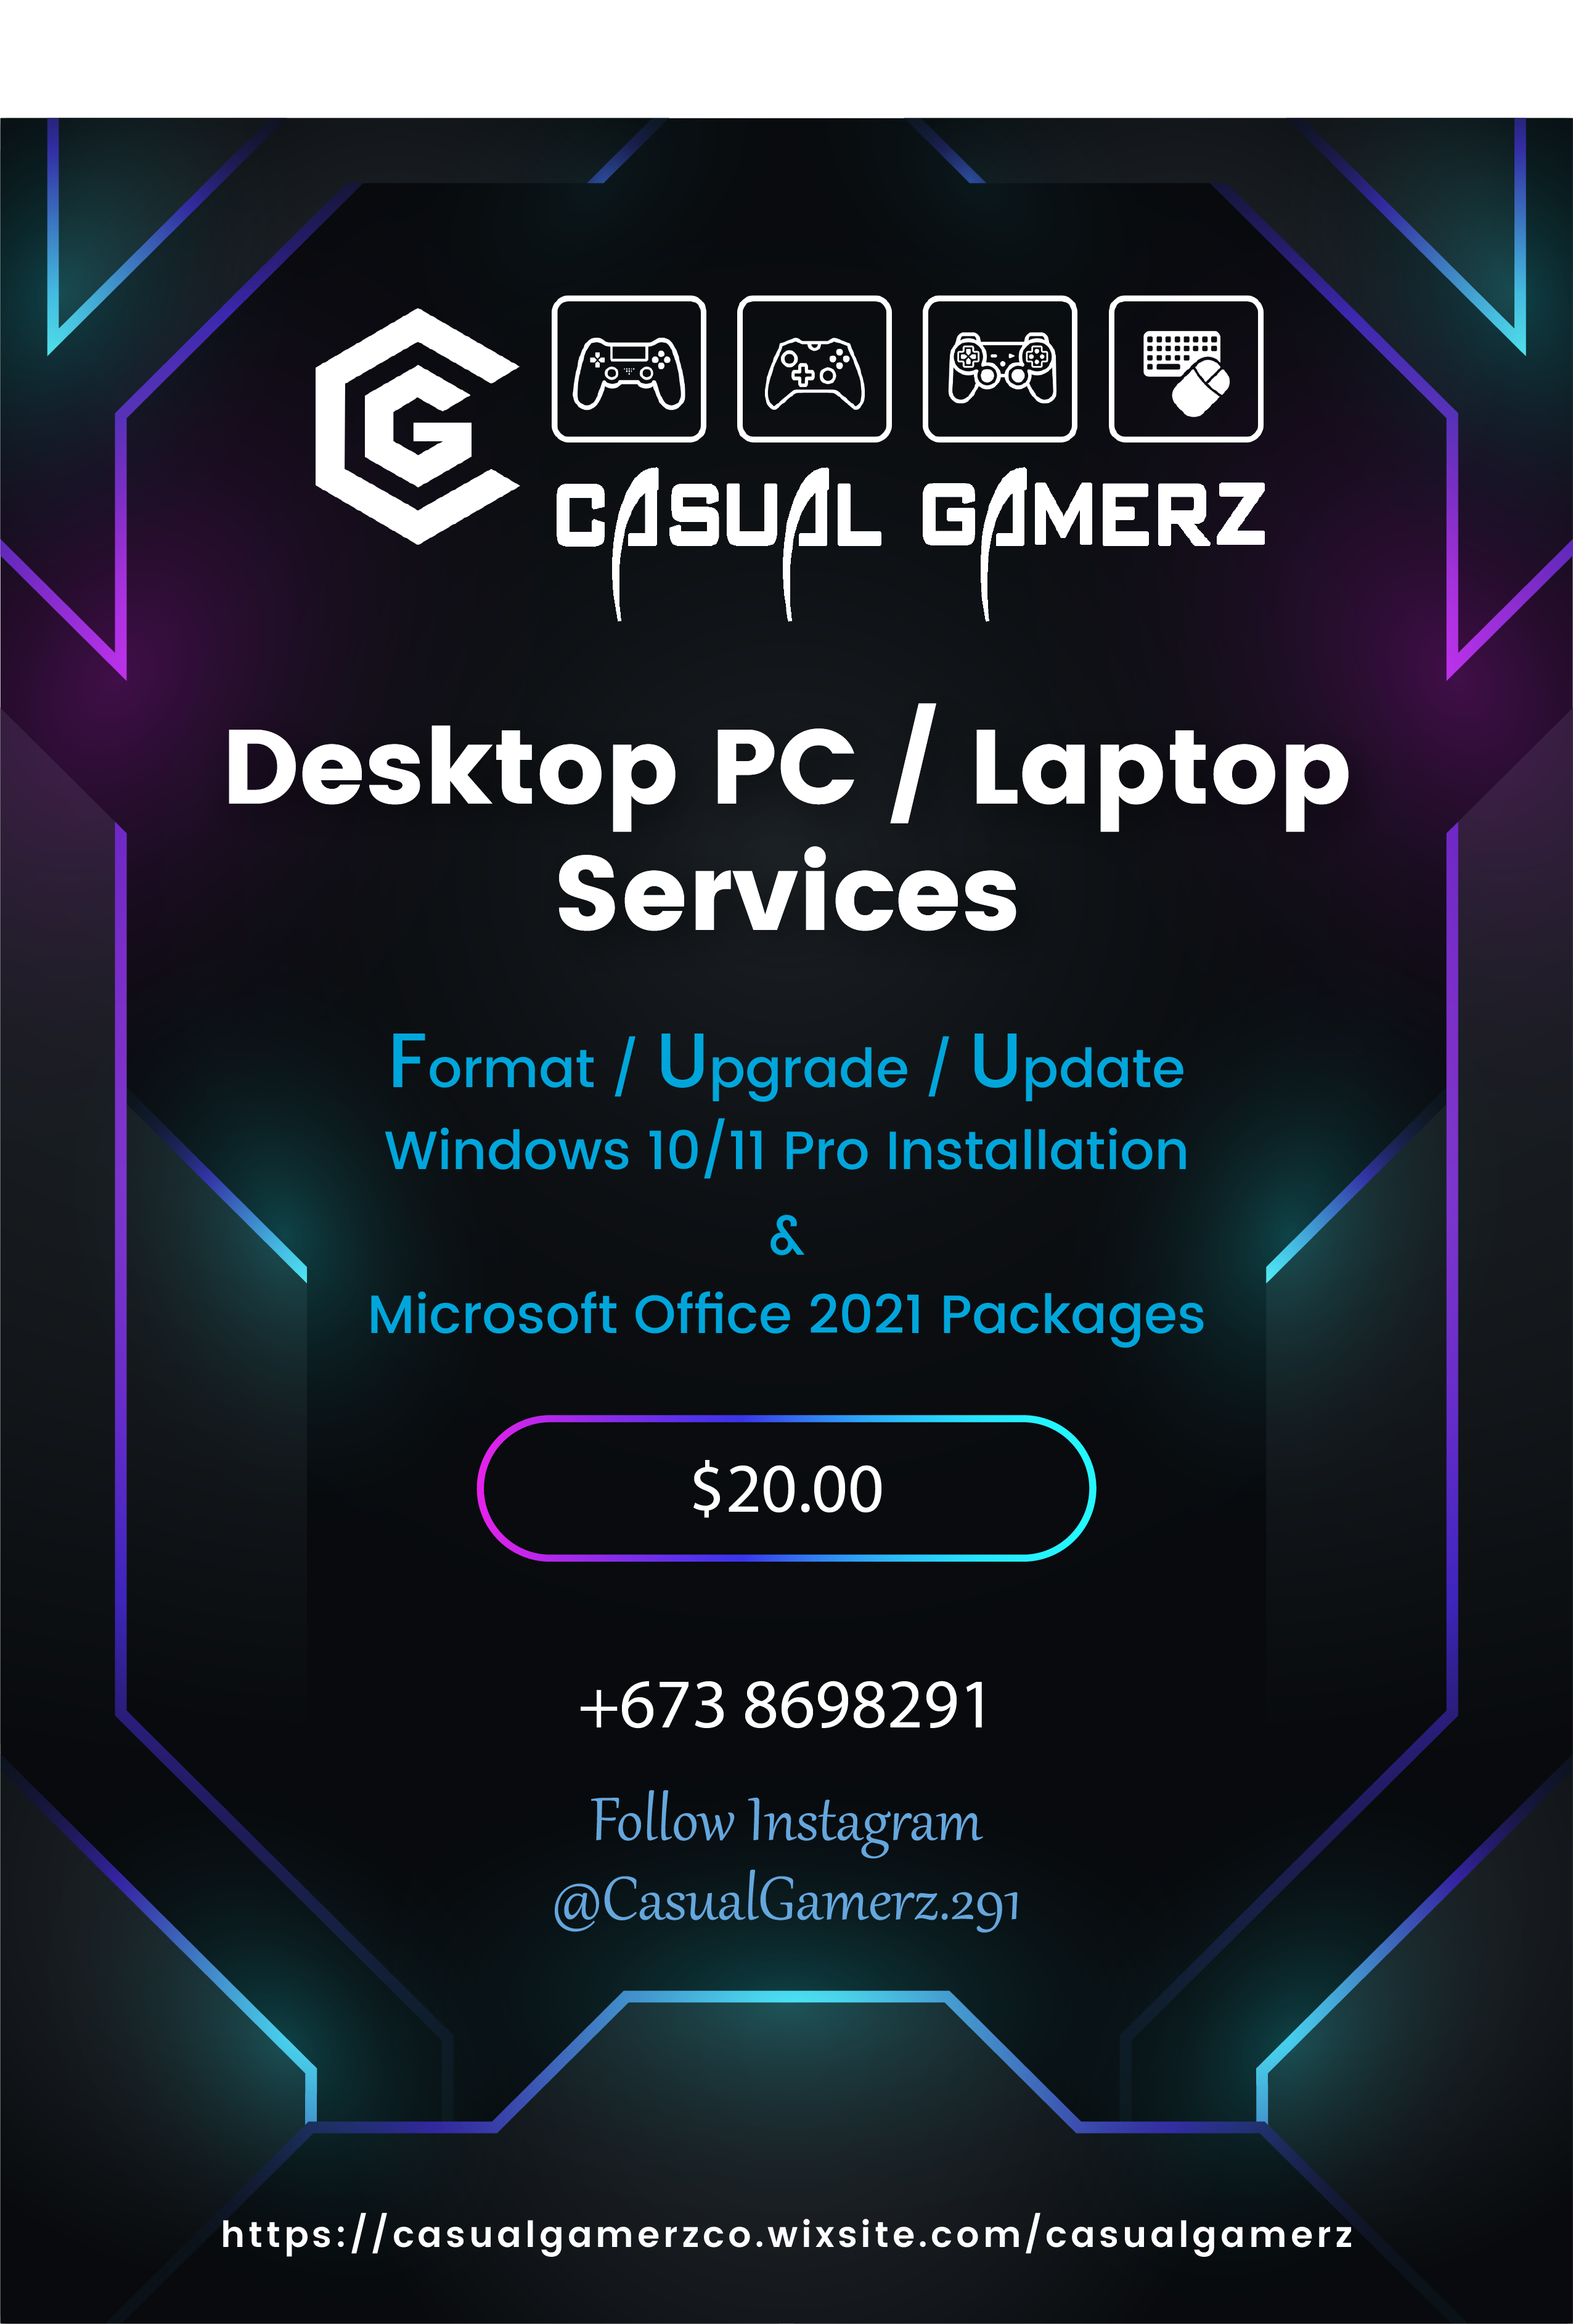 CASUAL GAMERZ
Desktop PC / Laptop
Services
Format / Upgrade / Update
Windows 10/11 Pro Installation
&
Microsoft Office 2021 Packages
$20.00
+673 8698291
Follow Instagram
@CasualGamerz.291
https://casualgamerzco.wixsite.com/casualgamerz